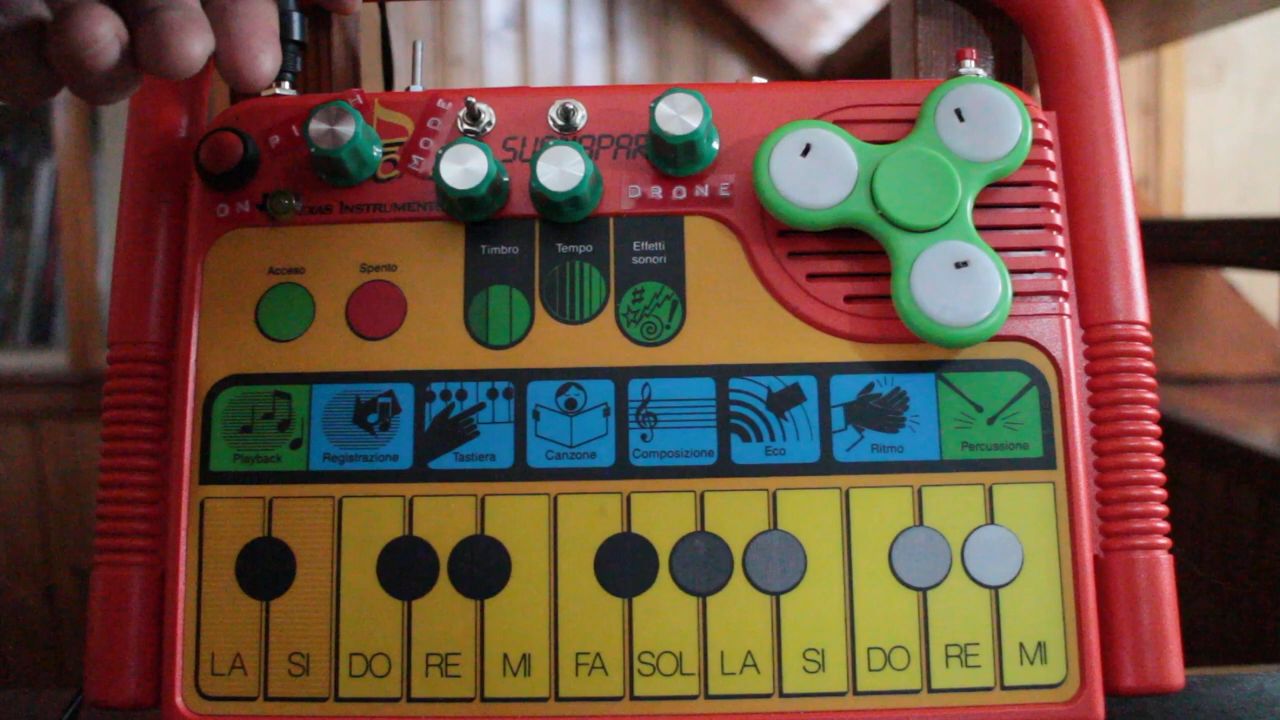 MODE
ON
DRONE
Timbro
Tempo
Effetti
sonori
Acceso
Spento
Playback
Registrazione
Tastiera
Canzone
Composizione
Eco
Ritmo
Percussione
LA
SI
DO
RE
MI
FA
SOL
LA
SI
DO
RE
MI